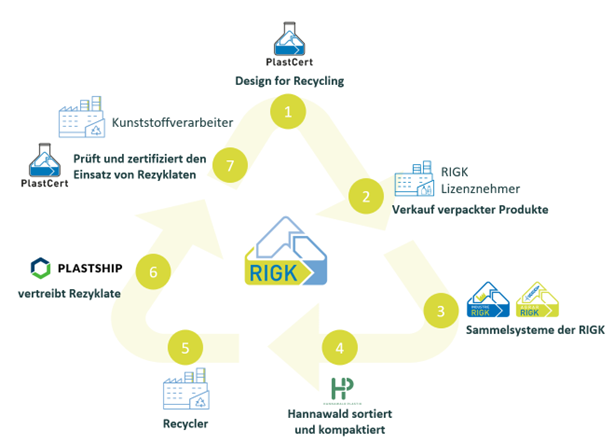 PlastCert
Design for Recycling
1
Kunststoffverarbeiter
PlastCert
Prüft und zertifiziert den
Einsatz von Rezyklaten
7
2
RIGK
Lizenznehmer
Verkauf verpackter Produkte
RIGK
6
PLASTSHIP
vertreibt Rezyklate
3
RIGK
RIGK
Sammelsysteme der RIGK
5
Recycler
4
HP
Hannawald sortiert
und kompaktiert